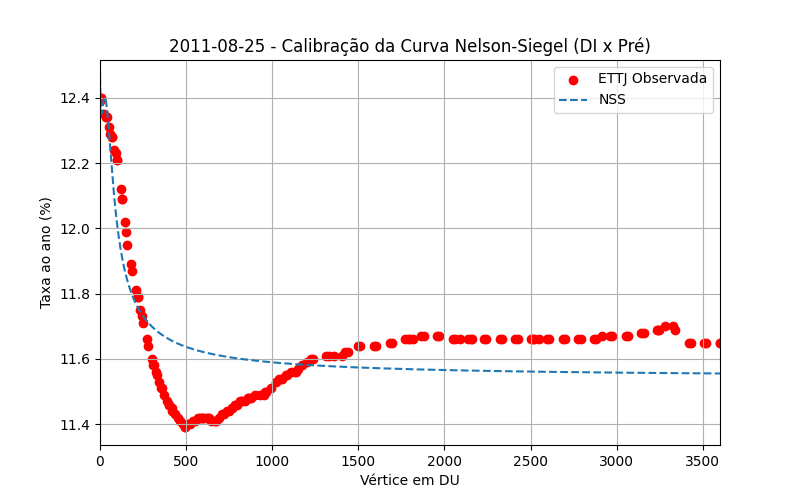 2011-08-25 - Calibração da Curva Nelson-Siegel (DI x Pré)
ETTJ Observada
NSS
Taxa ao ano (%)
12.4
12.2
12.0
11.8
11.6
11.4
0 500 1000 1500 2000 2500 3000 3500
Vértice em DU